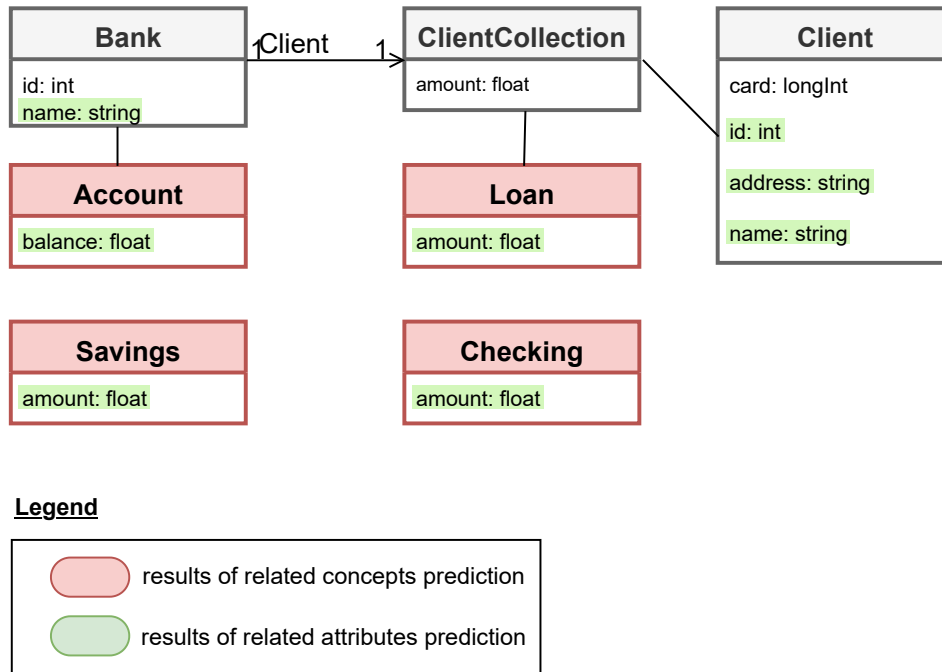 Bank
id: int
name: string
1 Client 1
ClientCollection
amount: float
Client
card: longInt
id: int
address: string
name: string
Account
balance: float
Loan
amount: float
Savings
amount: float
Checking
amount: float
Legend
results of related concepts prediction
results of related attributes prediction